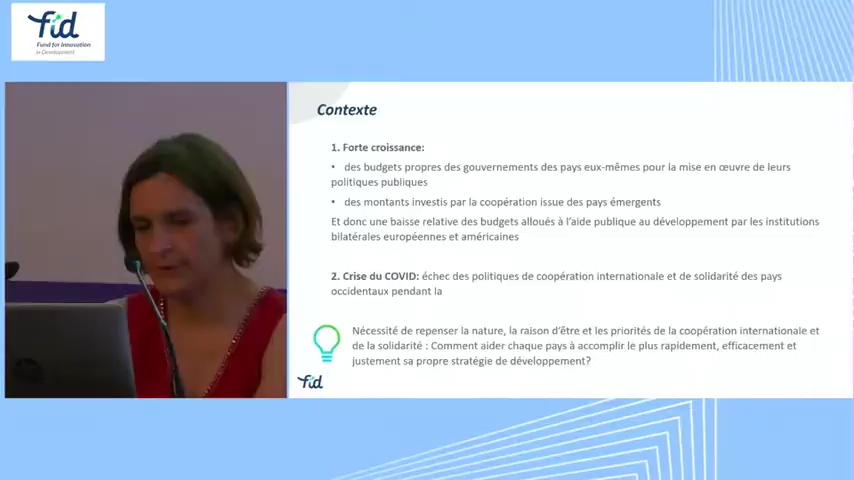 fid
Fund for Innovation
in Development
Contexte
1. Forte croissance:
• des budgets propres des gouvernements des pays eux-mêmes pour la mise en œuvre de leurs
politiques publiques
• des montants investis par la coopération issue des pays émergents
Et donc une baisse relative des budgets alloués à l'aide publique au développement par les institutions
bilatérales européennes et américaines
2. Crise du COVID: échec des politiques de coopération internationale et de solidarité des pays
occidentaux pendant la
Nécessité de repenser la nature, la raison d'être et les priorités de la coopération internationale et
de la solidarité : Comment aider chaque pays à accomplir le plus rapidement, efficacement et
justement sa propre stratégie de développement?
fid